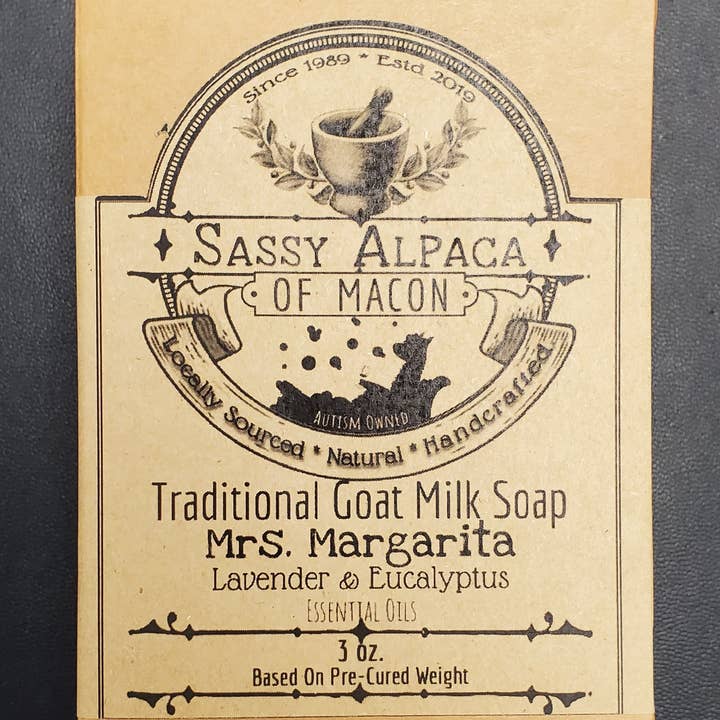 Since 1989 * Estd 2019
Sassy Alpaca
OF MACON
Autism Owned
Locally Sourced * Natural * Handcrafted
Traditional Goat Milk Soap
Mrs. Margarita
Lavender & Eucalyptus
Essential Oils
3 oz.
Based On Pre-Cured Weight